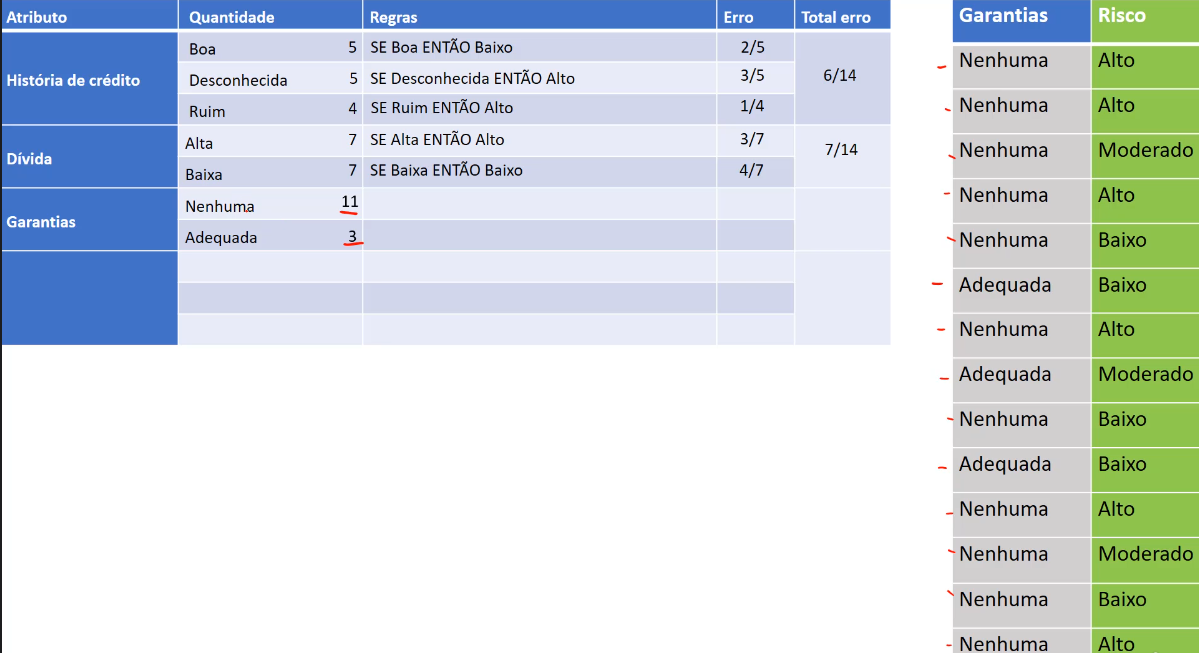 Atributo Quantidade Regras Erro Total erro
História de crédito Boa 5 SE Boa ENTÃO Baixo 2/5 6/14
Desconhecida 5 SE Desconhecida ENTÃO Alto 3/5
Ruim 4 SE Ruim ENTÃO Alto 1/4
Dívida Alta 7 SE Alta ENTÃO Alto 3/7 7/14
Baixa 7 SE Baixa ENTÃO Baixo 4/7
Garantias Nenhuma 11
Adequada 3
Garantias Risco
Nenhuma Alto
Nenhuma Alto
Nenhuma Moderado
Nenhuma Alto
Nenhuma Baixo
Adequada Baixo
Nenhuma Alto
Adequada Moderado
Nenhuma Baixo
Adequada Baixo
Nenhuma Alto
Nenhuma Moderado
Nenhuma Baixo
Nenhuma Alto